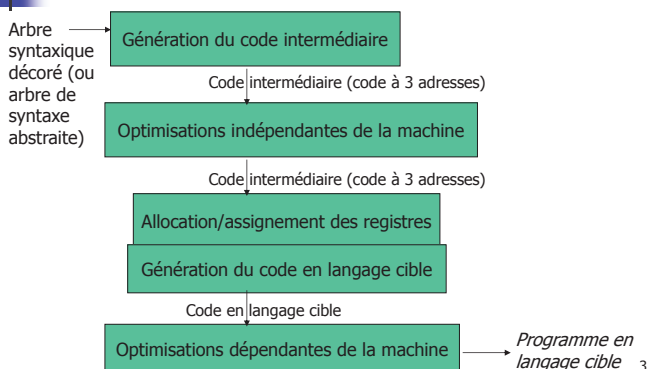 Arbre
syntaxique
décoré (ou
arbre de
syntaxe
abstraite)
Génération du code intermédiaire
Code intermédiaire (code à 3 adresses)
Optimisations indépendantes de la machine
Code intermédiaire (code à 3 adresses)
Allocation/assignement des registres
Génération du code en langage cible
Code en langage cible
Optimisations dépendantes de la machine
Programme en
langage cible
3